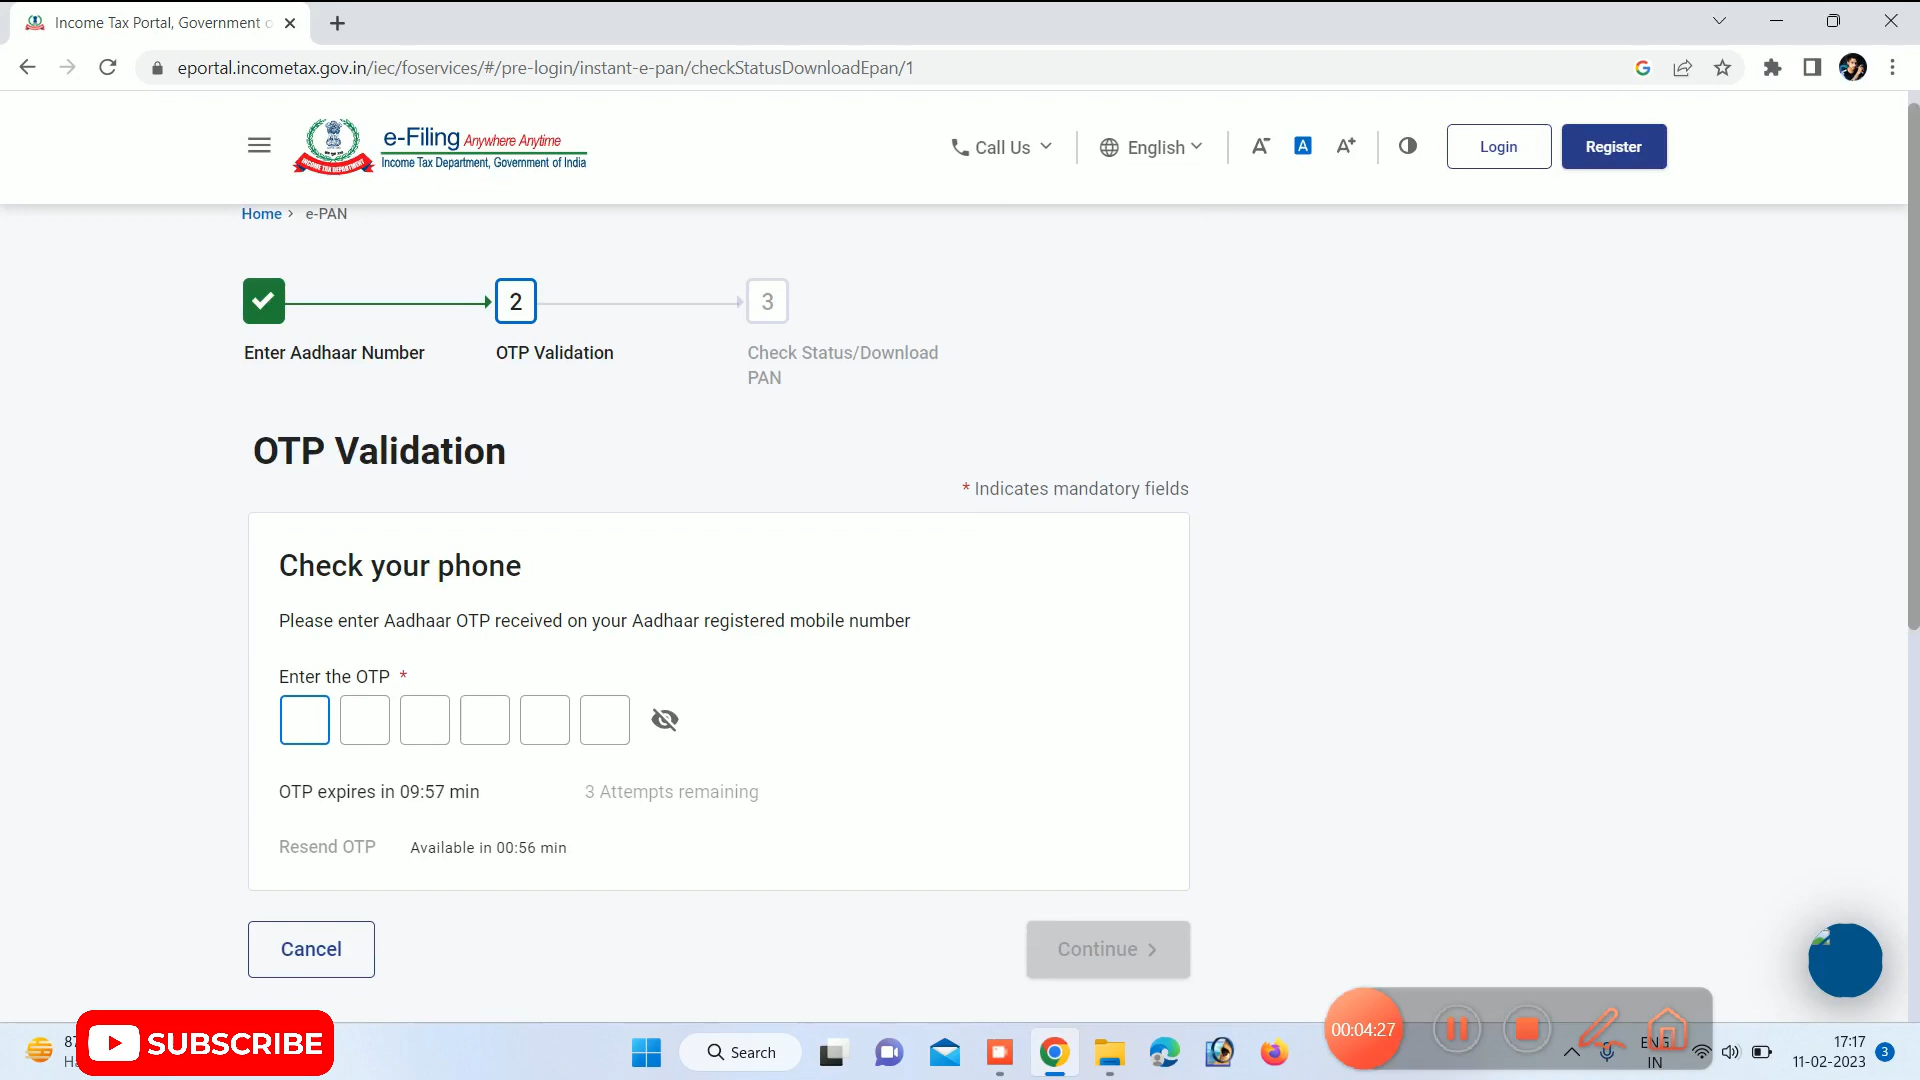 Income Tax Portal, Government o
eportal.incometax.gov.in/iec/foservices/#/pre-login/instant-e-pan/checkStatusDownloadEpan/1
e-Filing Anywhere Anytime
Income Tax Department, Government of India
INCOME TAX DEPARTMENT
Call Us
English
A-
A
A+
Login
Register
Home > e-PAN
2
3
Enter Aadhaar Number
OTP Validation
Check Status/Download
PAN
OTP Validation
* Indicates mandatory fields
Check your phone
Please enter Aadhaar OTP received on your Aadhaar registered mobile number
Enter the OTP *
OTP expires in 09:57 min
3 Attempts remaining
Resend OTP
Available in 00:56 min
Cancel
Continue >
00:04:27
SUBSCRIBE
Search
ENG
IN
17:17
11-02-2023
3